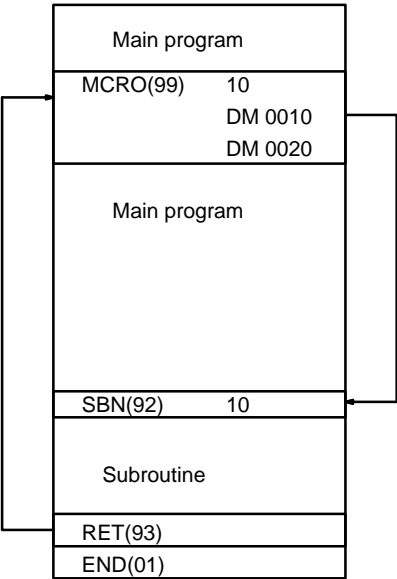 Main program
MCRO(99) 10
DM 0010
DM 0020
Main program
SBN(92) 10
Subroutine
RET(93)
END(01)